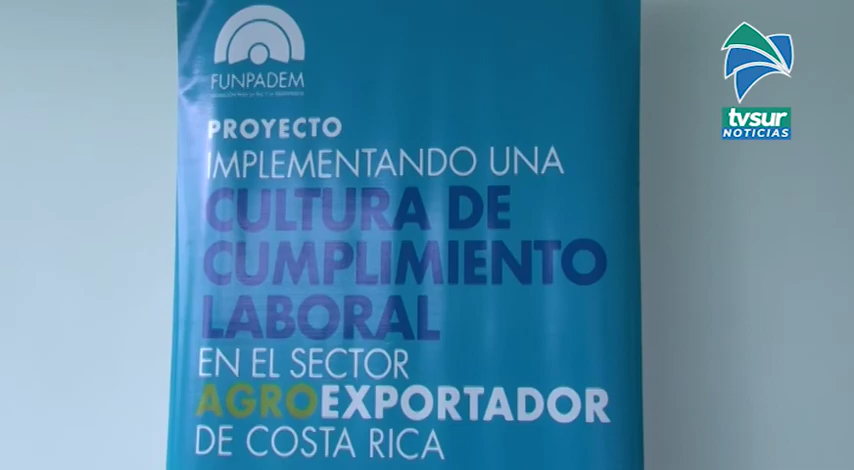 FUNPADEM
PROYECTO
IMPLEMENTANDO UNA
CULTURA DE
CUMPLIMIENTO
LABORAL
EN EL SECTOR
AGROEXPORTADOR
DE COSTA RICA
tvsur
NOTICIAS